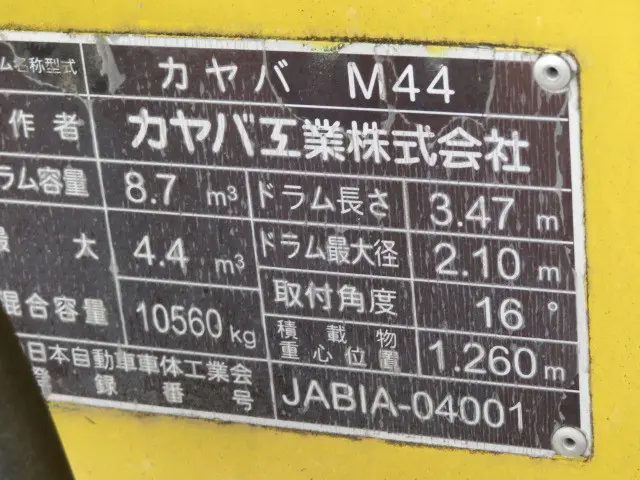 ム名称型式 カヤバ M44
作者 カヤバ工業株式会社
ラム容量 8.7 m³ ドラム長さ 3.47 m
最大 4.4 m³ ドラム最大径 2.10 m
混合容量 10560 kg 取付角度 16°
積載物重心位置 1.260 m
日本自動車車体工業会
登録番号 JABIA-04001